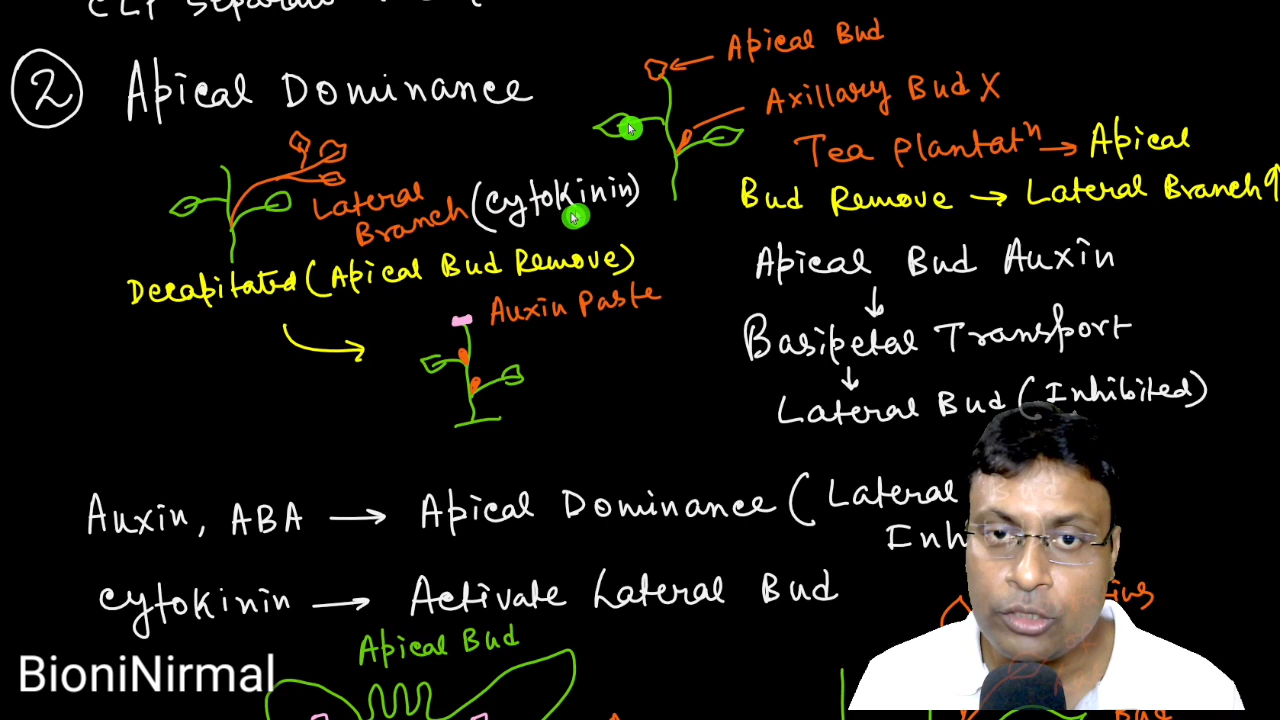 ② Apical Dominance
Apical Bud
Axillary Bud X
Tea Plantatⁿ → Apical
Bud Remove → Lateral Branch↑
Lateral
Branch (Cytokinin)
Decapitated (Apical Bud Remove)
Auxin Paste
Apical Bud Auxin
↓
Basipetal Transport
↓
Lateral Bud (Inhibited)
Auxin, ABA → Apical Dominance (Lateral
Cytokinin → Activate Lateral Bud
Apical Bud
BioniNirmal